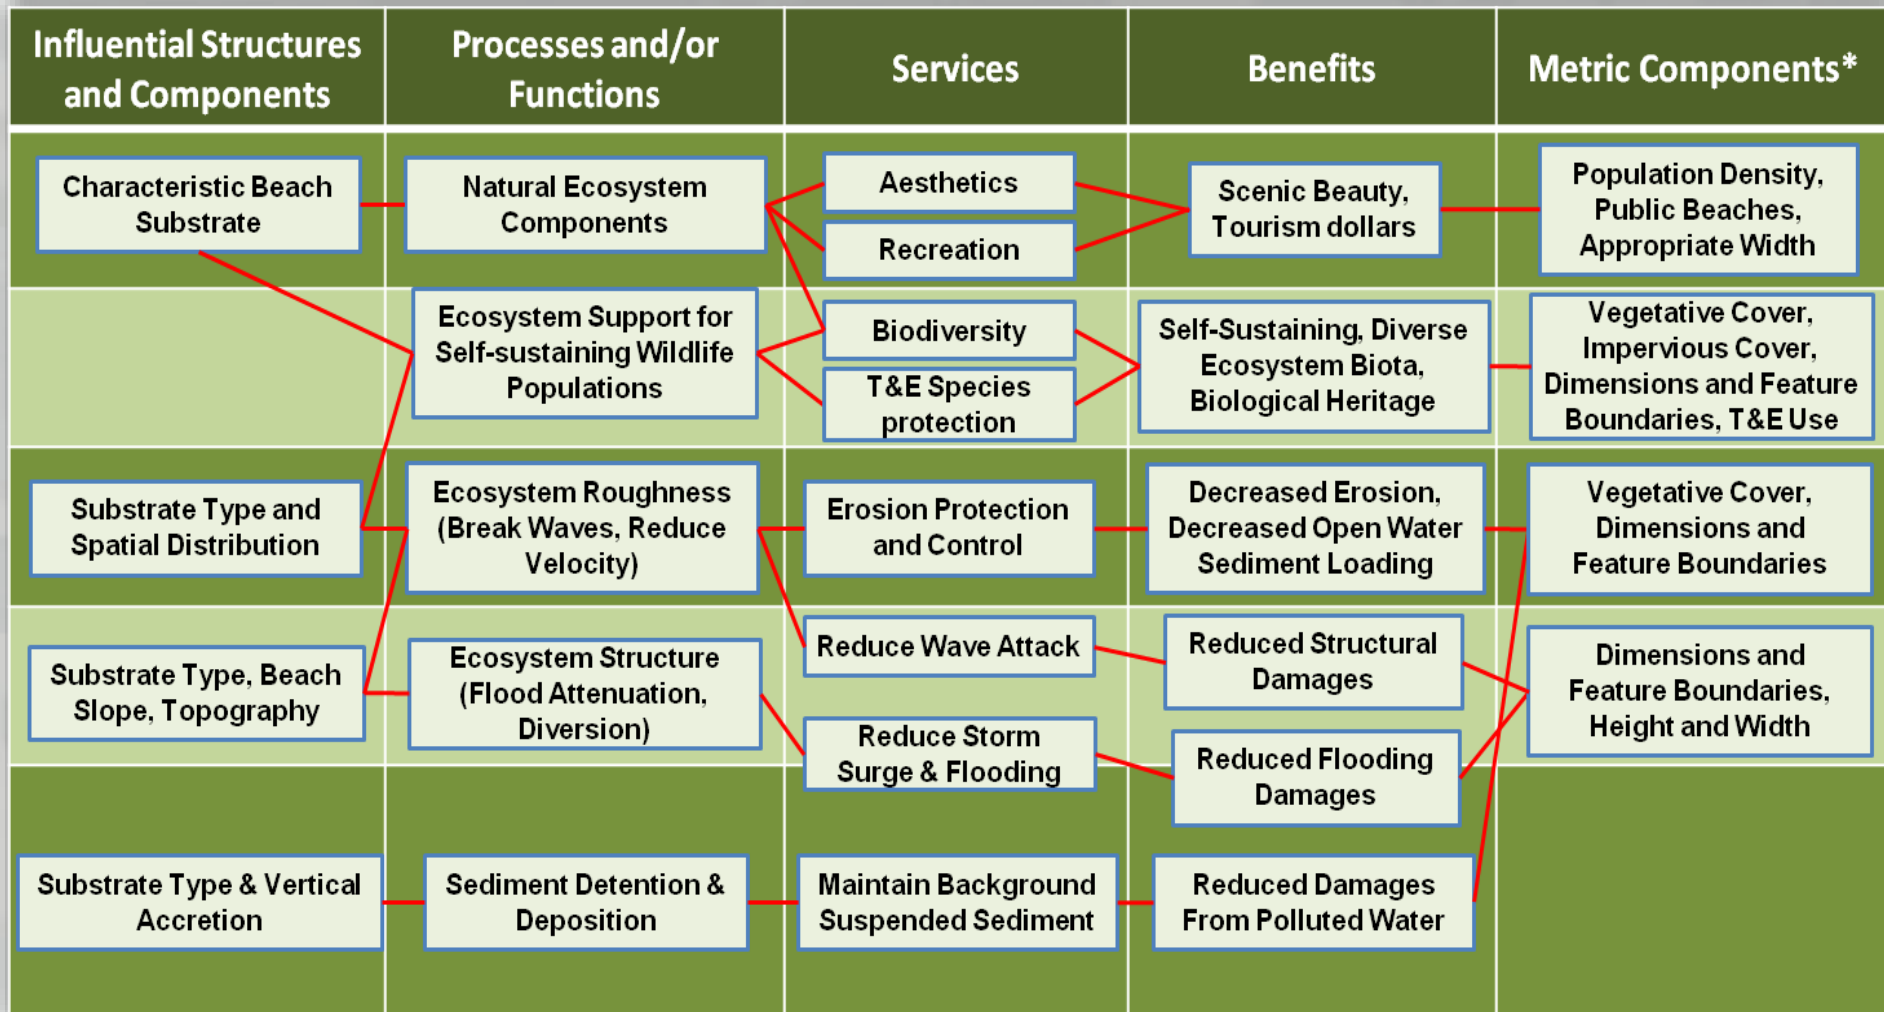 Influential Structures
and Components
Processes and/or
Functions
Services
Benefits
Metric Components*
Characteristic Beach
Substrate
Natural Ecosystem
Components
Aesthetics
Recreation
Scenic Beauty,
Tourism dollars
Population Density,
Public Beaches,
Appropriate Width
Ecosystem Support for
Self-sustaining Wildlife
Populations
Biodiversity
T&E Species
protection
Self-Sustaining, Diverse
Ecosystem Biota,
Biological Heritage
Vegetative Cover,
Impervious Cover,
Dimensions and Feature
Boundaries, T&E Use
Substrate Type and
Spatial Distribution
Ecosystem Roughness
(Break Waves, Reduce
Velocity)
Erosion Protection
and Control
Decreased Erosion,
Decreased Open Water
Sediment Loading
Vegetative Cover,
Dimensions and
Feature Boundaries
Substrate Type, Beach
Slope, Topography
Ecosystem Structure
(Flood Attenuation,
Diversion)
Reduce Wave Attack
Reduce Storm
Surge & Flooding
Reduced Structural
Damages
Reduced Flooding
Damages
Dimensions and
Feature Boundaries,
Height and Width
Substrate Type & Vertical
Accretion
Sediment Detention &
Deposition
Maintain Background
Suspended Sediment
Reduced Damages
From Polluted Water